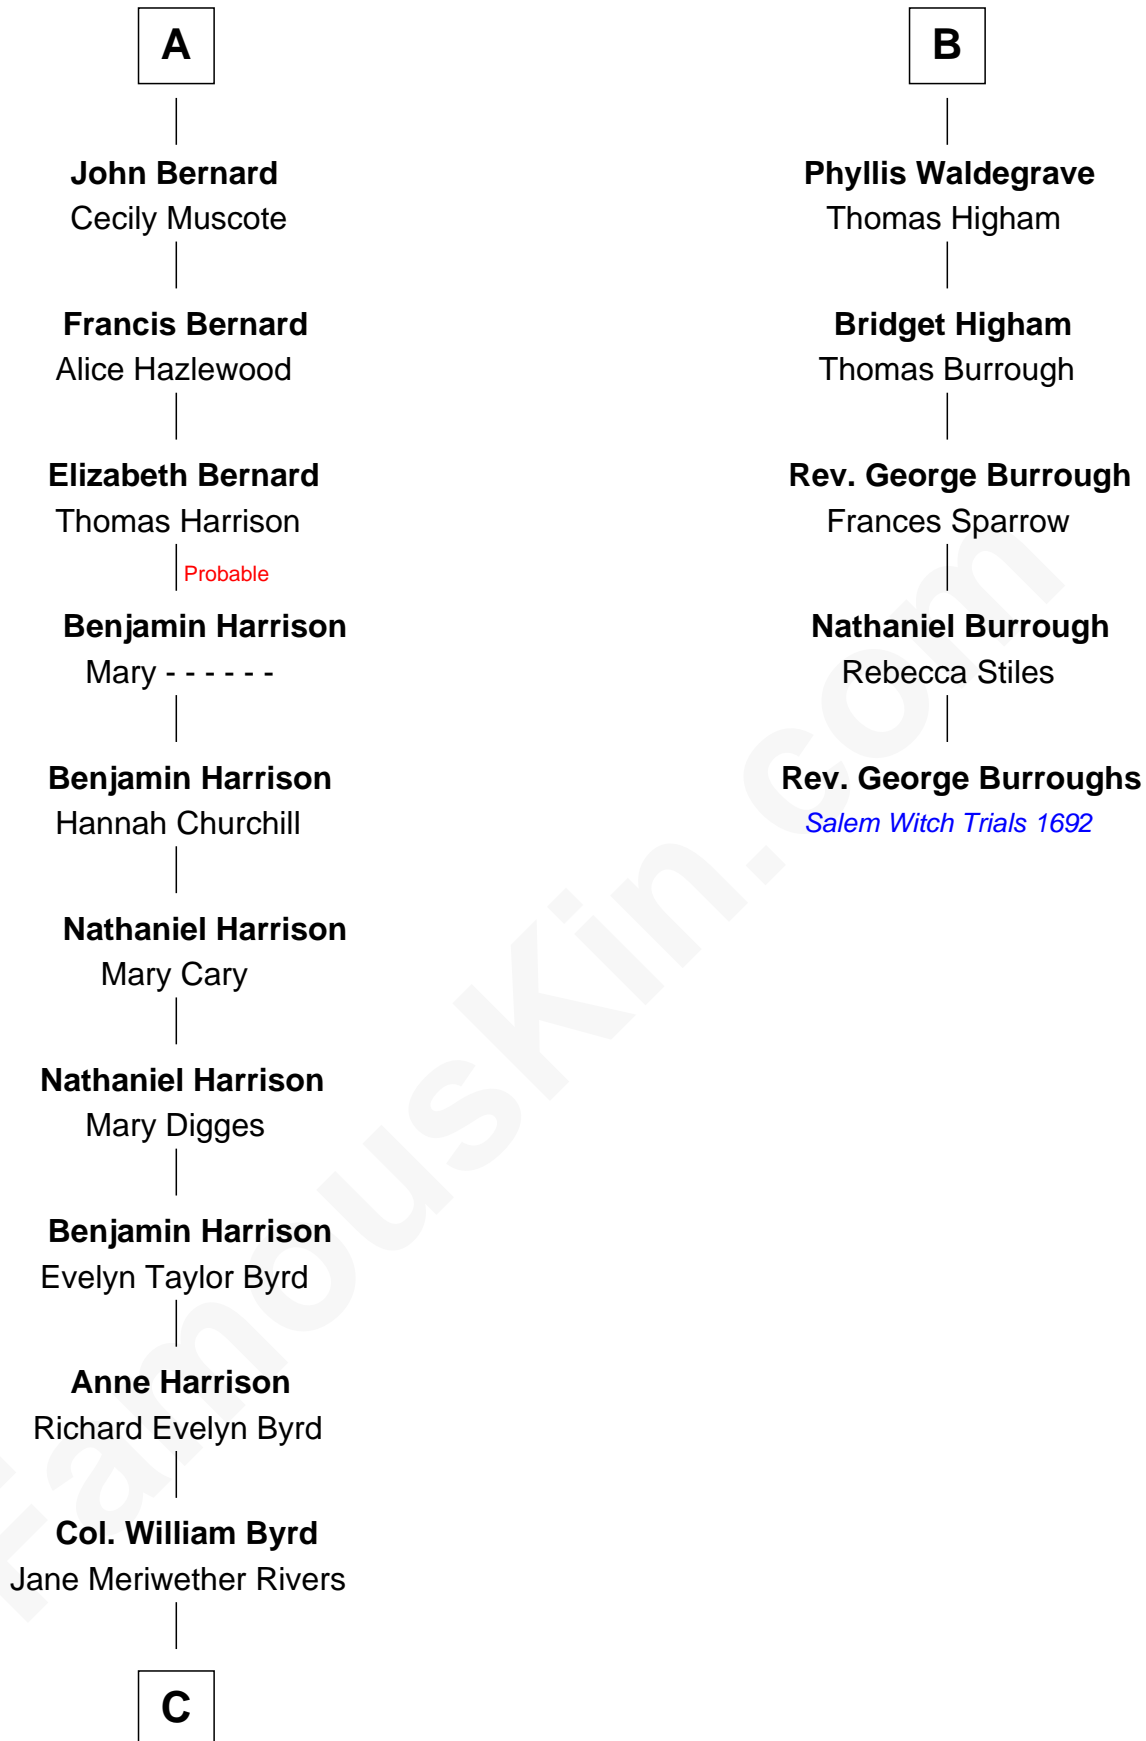 A
John Bernard
Cecily Muscote
Francis Bernard
Alice Hazlewood
Elizabeth Bernard
Thomas Harrison
Probable
Benjamin Harrison
Mary - - - - - -
Benjamin Harrison
Hannah Churchill
Nathaniel Harrison
Mary Cary
Nathaniel Harrison
Mary Digges
Benjamin Harrison
Evelyn Taylor Byrd
Anne Harrison
Richard Evelyn Byrd
Col. William Byrd
Jane Meriwether Rivers
C
B
Phyllis Waldegrave
Thomas Higham
Bridget Higham
Thomas Burrough
Rev. George Burrough
Frances Sparrow
Nathaniel Burrough
Rebecca Stiles
Rev. George Burroughs
Salem Witch Trials 1692
FamousKin.com